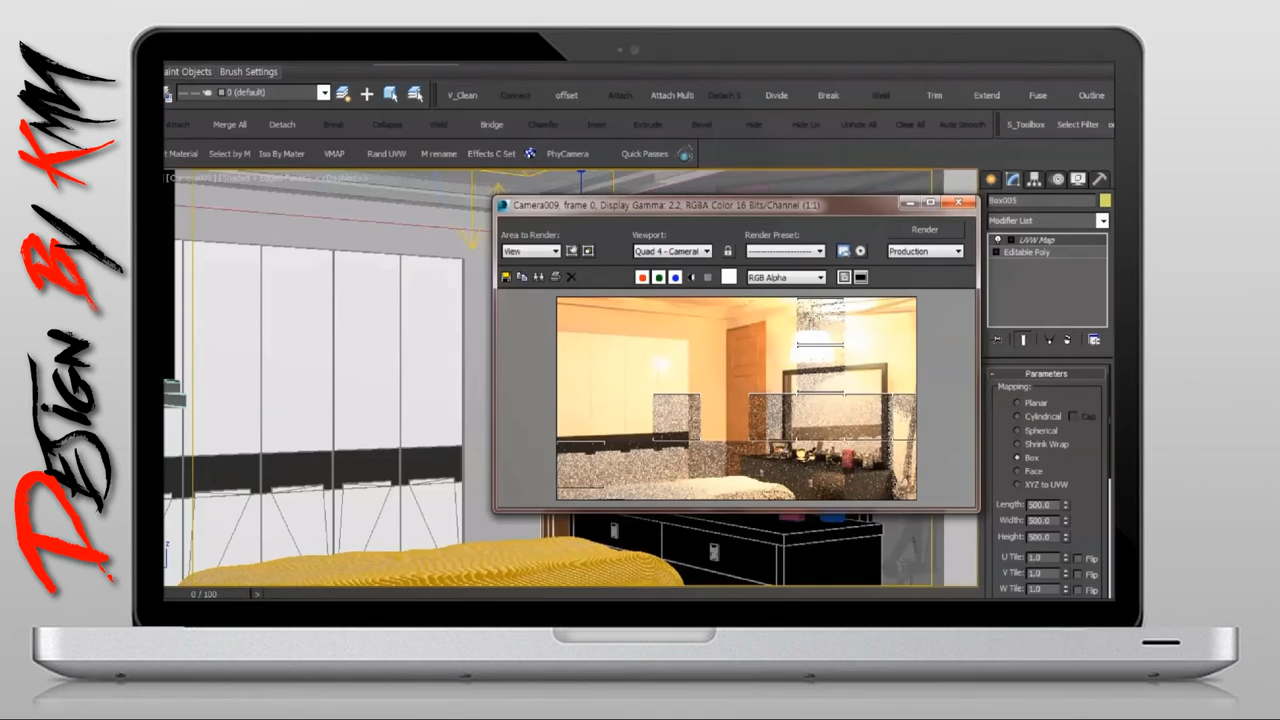 Design By KMM
aint Objects Brush Settings
0 (default)
V_Clean Connect offset Attach Attach Multi Detach S Divide Break Weld Trim Extend Fuse Outline
Attach Merge All Detach Break Collapse Weld Bridge Chamfer Insert Extrude Bevel Hide Hide Un Unhide All Clear All Auto Smooth S_Toolbox Select Filter
t Material Select by M Iso By Mater VMAP Rand UVW M rename Effects C Set PhyCamera Quick Passes
Camera009, frame 0, Display Gamma: 2.2, RGBA Color 16 Bits/Channel (1:1)
Area to Render: Viewport: Render Preset: Render
View Quad 4 - Camera( Production
RGB Alpha
Box005
Modifier List
UVW Map
Editable Poly
- Parameters
Mapping:
Planar
Cylindrical Cap
Spherical
Shrink Wrap
Box
Face
XYZ to UVW
Length: 500.0
Width: 500.0
Height: 500.0
U Tile: 1.0 Flip
V Tile: 1.0 Flip
W Tile: 1.0 Flip
0 / 100 >